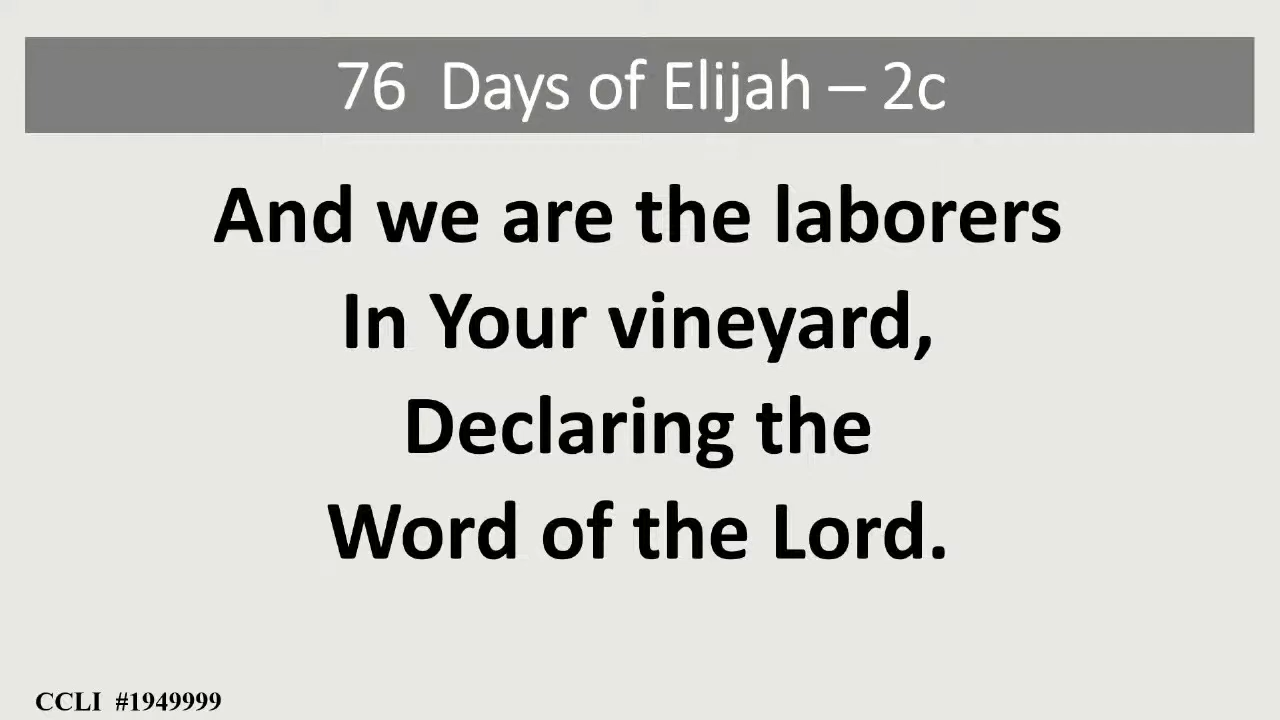 76  Days of Elijah – 2c
And we are the laborers
In Your vineyard,
Declaring the
Word of the Lord.
CCLI  #1949999